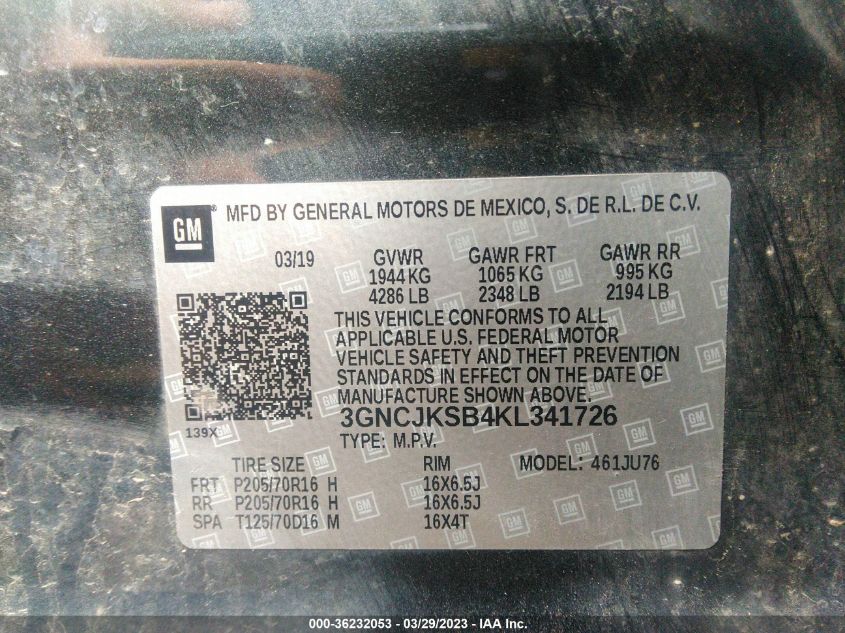 GM ® MFD BY GENERAL MOTORS DE MEXICO, S. DE R.L. DE C.V.
03/19 GVWR GAWR FRT GAWR RR
1944 KG 1065 KG 995 KG
4286 LB 2348 LB 2194 LB
THIS VEHICLE CONFORMS TO ALL
APPLICABLE U.S. FEDERAL MOTOR
VEHICLE SAFETY AND THEFT PREVENTION
STANDARDS IN EFFECT ON THE DATE OF
MANUFACTURE SHOWN ABOVE.
3GNCJKSB4KL341726
139X TYPE: M.P.V.
TIRE SIZE RIM MODEL: 461JU76
FRT P205/70R16 H 16X6.5J
RR P205/70R16 H 16X6.5J
SPA T125/70D16 M 16X4T
000-36232053 — 03/29/2023 — IAA Inc.